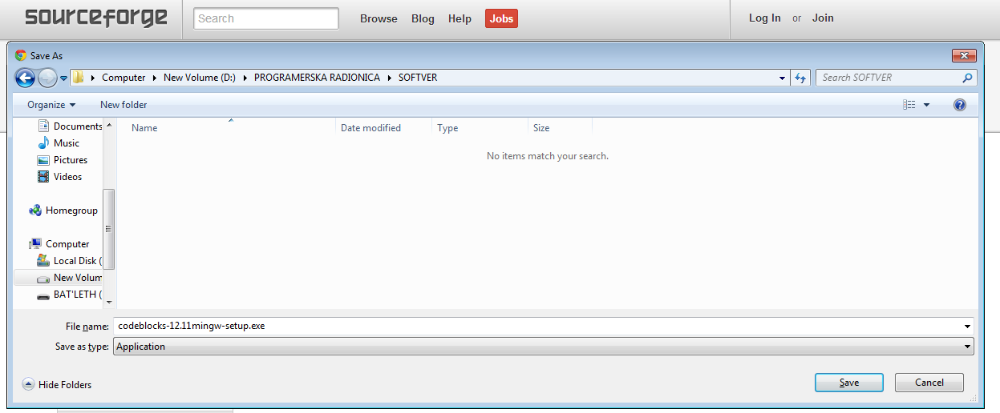 sourceforge Search Browse Blog Help Jobs Log In or Join
Save As
Computer New Volume (D:) PROGRAMERSKA RADIONICA SOFTVER Search SOFTVER
Organize New folder
Documents
Music
Pictures
Videos
Homegroup
Computer
Local Disk (
New Volum
BAT'LETH (
Name Date modified Type Size
No items match your search.
File name: codeblocks-12.11mingw-setup.exe
Save as type: Application
Hide Folders Save Cancel